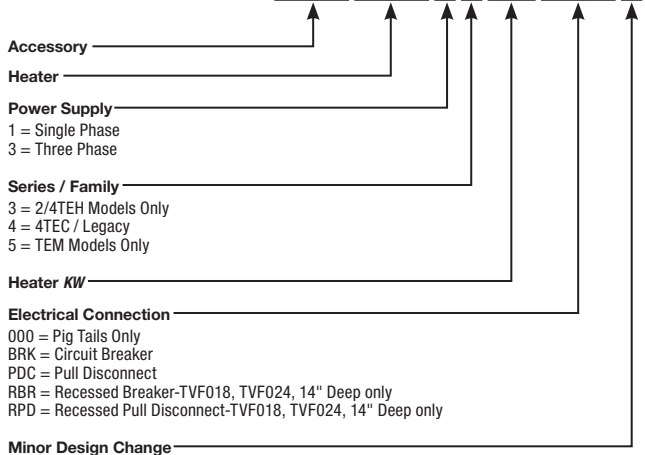 Accessory
Heater
Power Supply
1 = Single Phase
3 = Three Phase
Series / Family
3 = 2/4TEH Models Only
4 = 4TEC / Legacy
5 = TEM Models Only
Heater KW
Electrical Connection
000 = Pig Tails Only
BRK = Circuit Breaker
PDC = Pull Disconnect
RBR = Recessed Breaker-TVF018, TVF024, 14" Deep only
RPD = Recessed Pull Disconnect-TVF018, TVF024, 14" Deep only
Minor Design Change